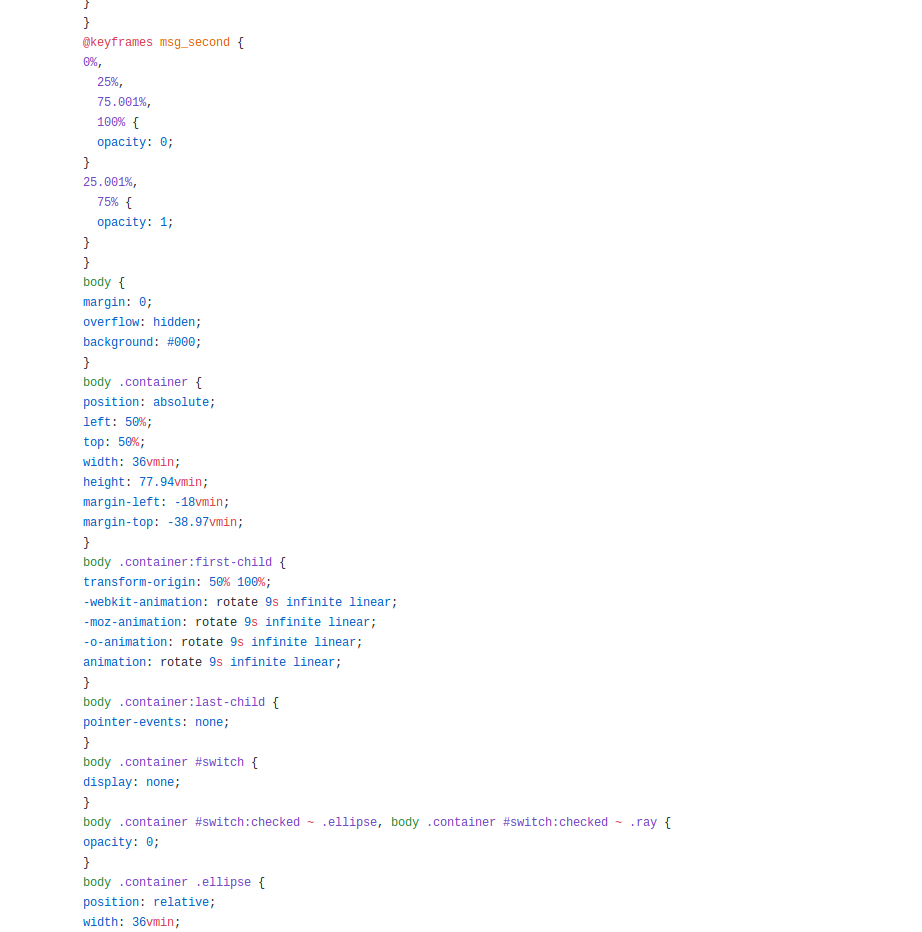 }
}
@keyframes msg_second {
0%,
25%,
75.001%,
100% {
opacity: 0;
}
25.001%,
75% {
opacity: 1;
}
}
body {
margin: 0;
overflow: hidden;
background: #000;
}
body .container {
position: absolute;
left: 50%;
top: 50%;
width: 36vmin;
height: 77.94vmin;
margin-left: -18vmin;
margin-top: -38.97vmin;
}
body .container:first-child {
transform-origin: 50% 100%;
-webkit-animation: rotate 9s infinite linear;
-moz-animation: rotate 9s infinite linear;
-o-animation: rotate 9s infinite linear;
animation: rotate 9s infinite linear;
}
body .container:last-child {
pointer-events: none;
}
body .container #switch {
display: none;
}
body .container #switch:checked ~ .ellipse, body .container #switch:checked ~ .ray {
opacity: 0;
}
body .container .ellipse {
position: relative;
width: 36vmin;